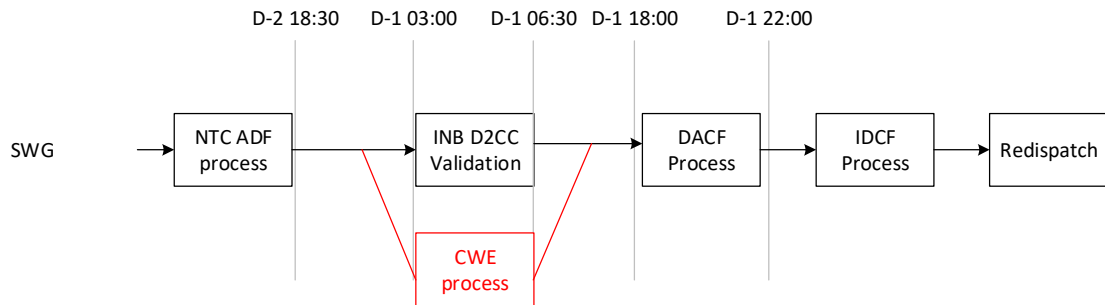 D-2 18:30
D-1 03:00
D-1 06:30
D-1 18:00
D-1 22:00
SWG
NTC ADF
process
INB D2CC
Validation
DACF
Process
IDCF
Process
Redispatch
CWE
process